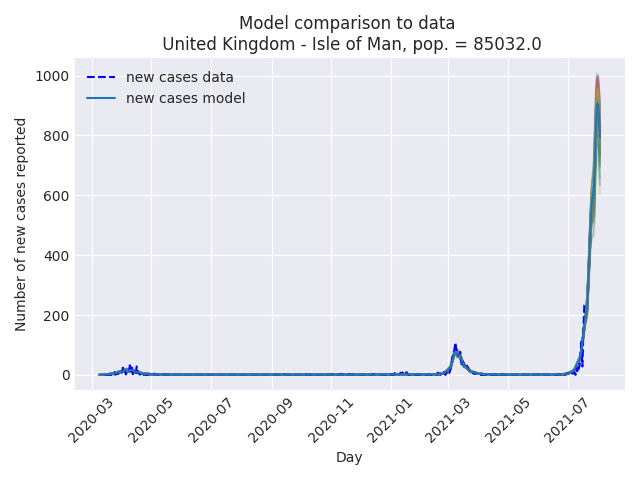 Model comparison to data
United Kingdom - Isle of Man, pop. = 85032.0
new cases data
new cases model
Number of new cases reported
1000
800
600
400
200
0
2020-03
2020-05
2020-07
2020-09
2020-11
2021-01
2021-03
2021-05
2021-07
Day